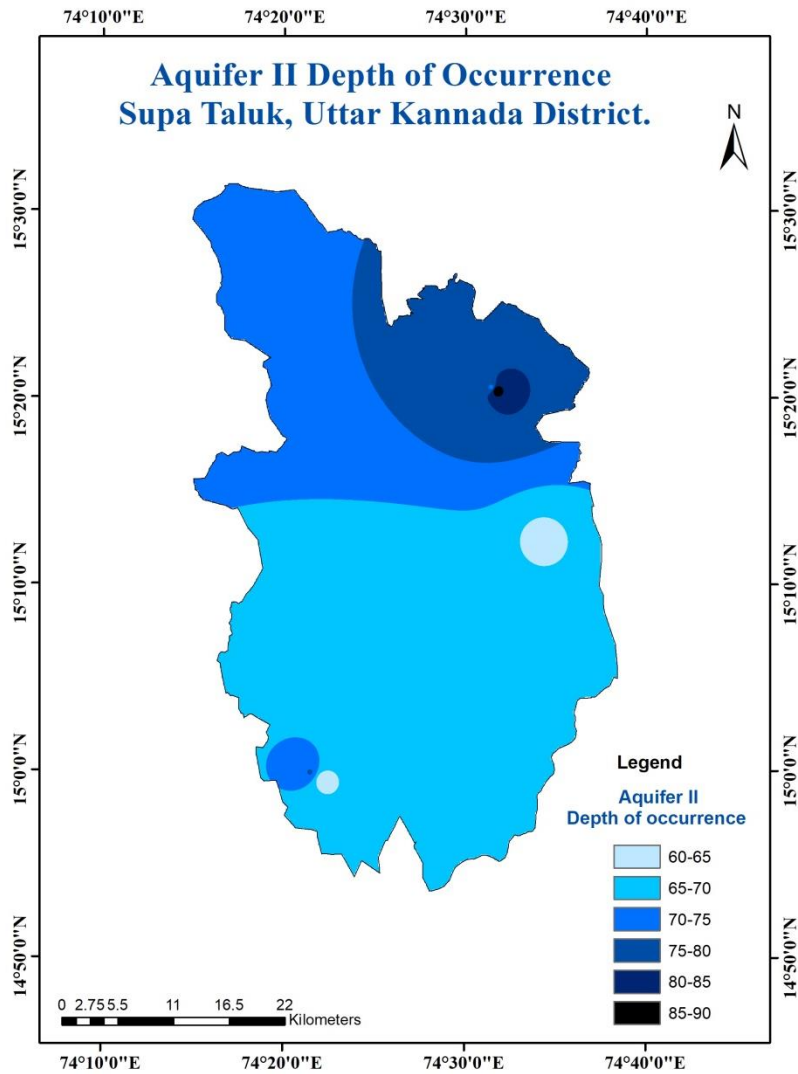 74°10'0"E 74°20'0"E 74°30'0"E 74°40'0"E
Aquifer II Depth of Occurrence
Supa Taluk, Uttar Kannada District.
N
15°30'0"N 15°30'0"N
15°20'0"N 15°20'0"N
15°10'0"N 15°10'0"N
15°0'0"N 15°0'0"N
14°50'0"N 14°50'0"N
Legend
Aquifer II
Depth of occurrence
60-65
65-70
70-75
75-80
80-85
85-90
0 2.75 5.5 11 16.5 22
Kilometers
74°10'0"E 74°20'0"E 74°30'0"E 74°40'0"E